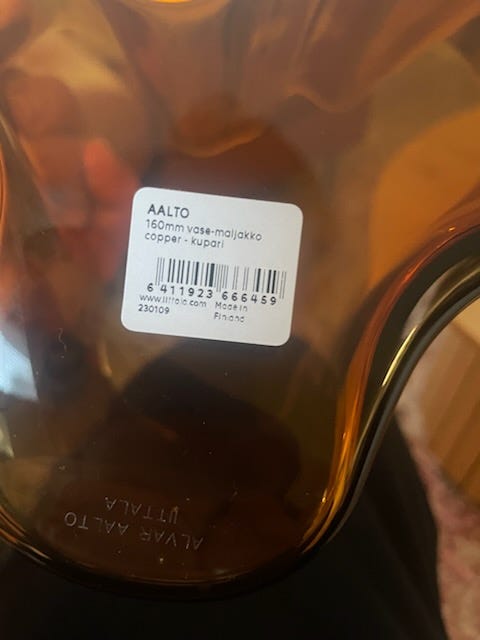 AALTO
160mm vase-maljakko
copper - kupari
6 411923 666459
www.iittala.com Made in
230109 Finland
ALVAR AALTO
IITTALA